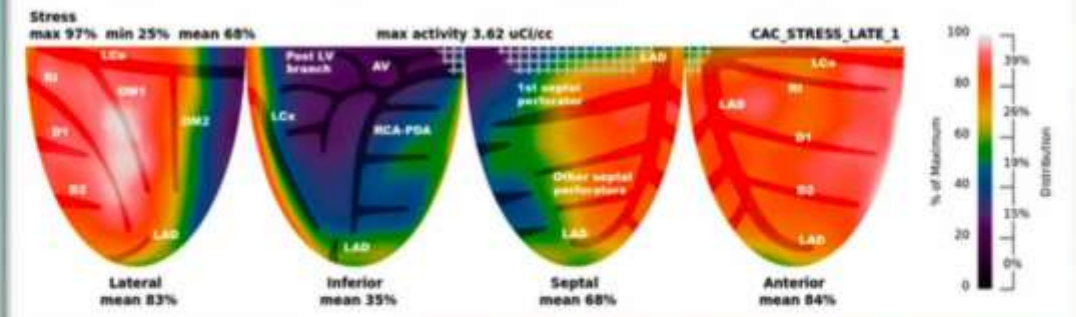 Stress
max 97% min 25% mean 68%
max activity 3.62 uCi/cc
CAC_STRESS_LATE_1
LCx
RI
OM1
D1
OM2
D2
LAD
Lateral
mean 83%
Post LV
branch
AV
LCx
RCA-PDA
LAD
Inferior
mean 35%
LAD
1st septal
perforator
Other septal
perforators
LAD
Septal
mean 68%
LCx
RI
LAD
D1
D2
LAD
Anterior
mean 84%
% of Maximum
100
80
60
40
20
0
39%
26%
19%
15%
0%
Distribution